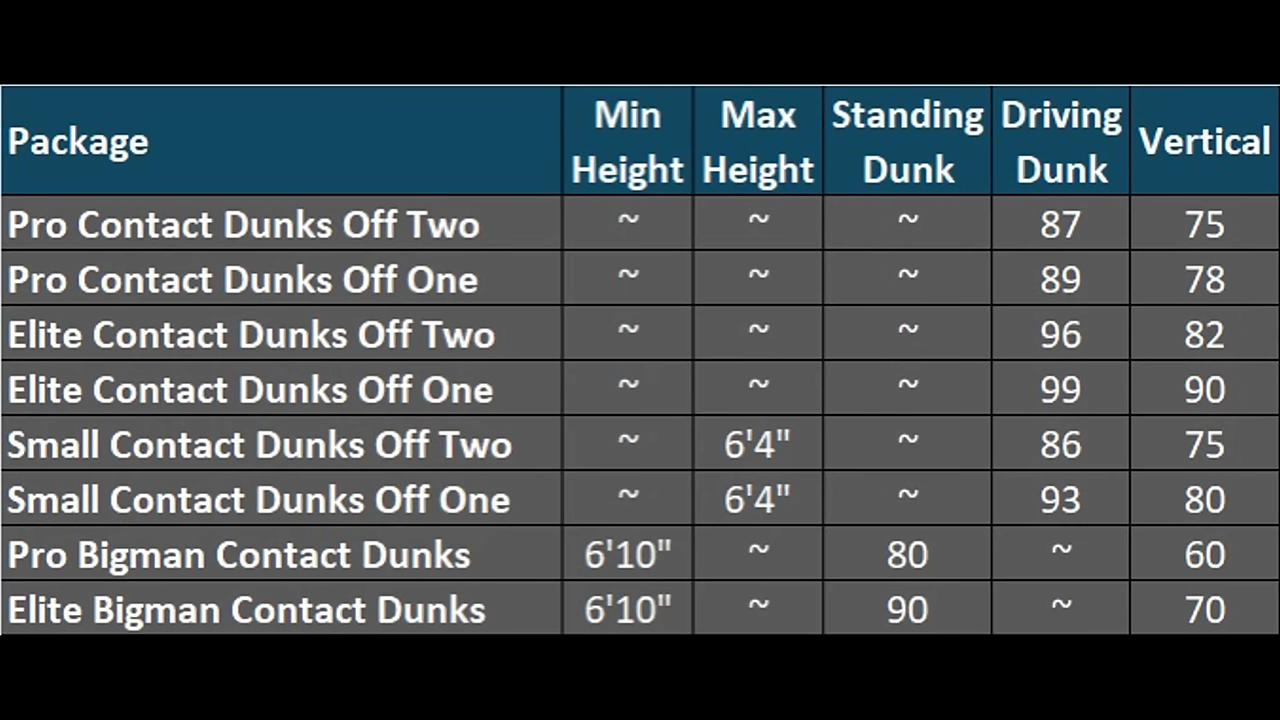 Package Min Height Max Height Standing Dunk Driving Dunk Vertical
Pro Contact Dunks Off Two ~ ~ ~ 87 75
Pro Contact Dunks Off One ~ ~ ~ 89 78
Elite Contact Dunks Off Two ~ ~ ~ 96 82
Elite Contact Dunks Off One ~ ~ ~ 99 90
Small Contact Dunks Off Two ~ 6'4" ~ 86 75
Small Contact Dunks Off One ~ 6'4" ~ 93 80
Pro Bigman Contact Dunks 6'10" ~ 80 ~ 60
Elite Bigman Contact Dunks 6'10" ~ 90 ~ 70